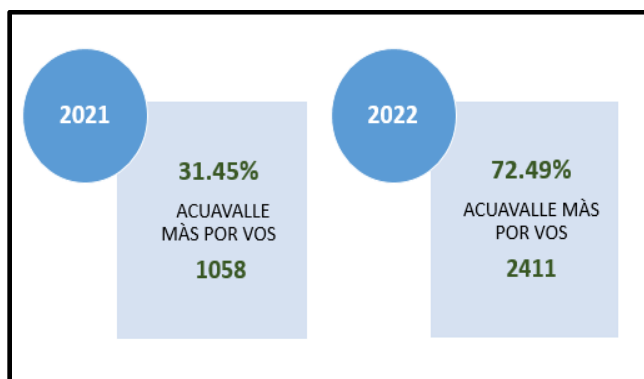 2021
31.45%
ACUAVALLE
MÀS POR VOS
1058
2022
72.49%
ACUAVALLE MÀS
POR VOS
2411